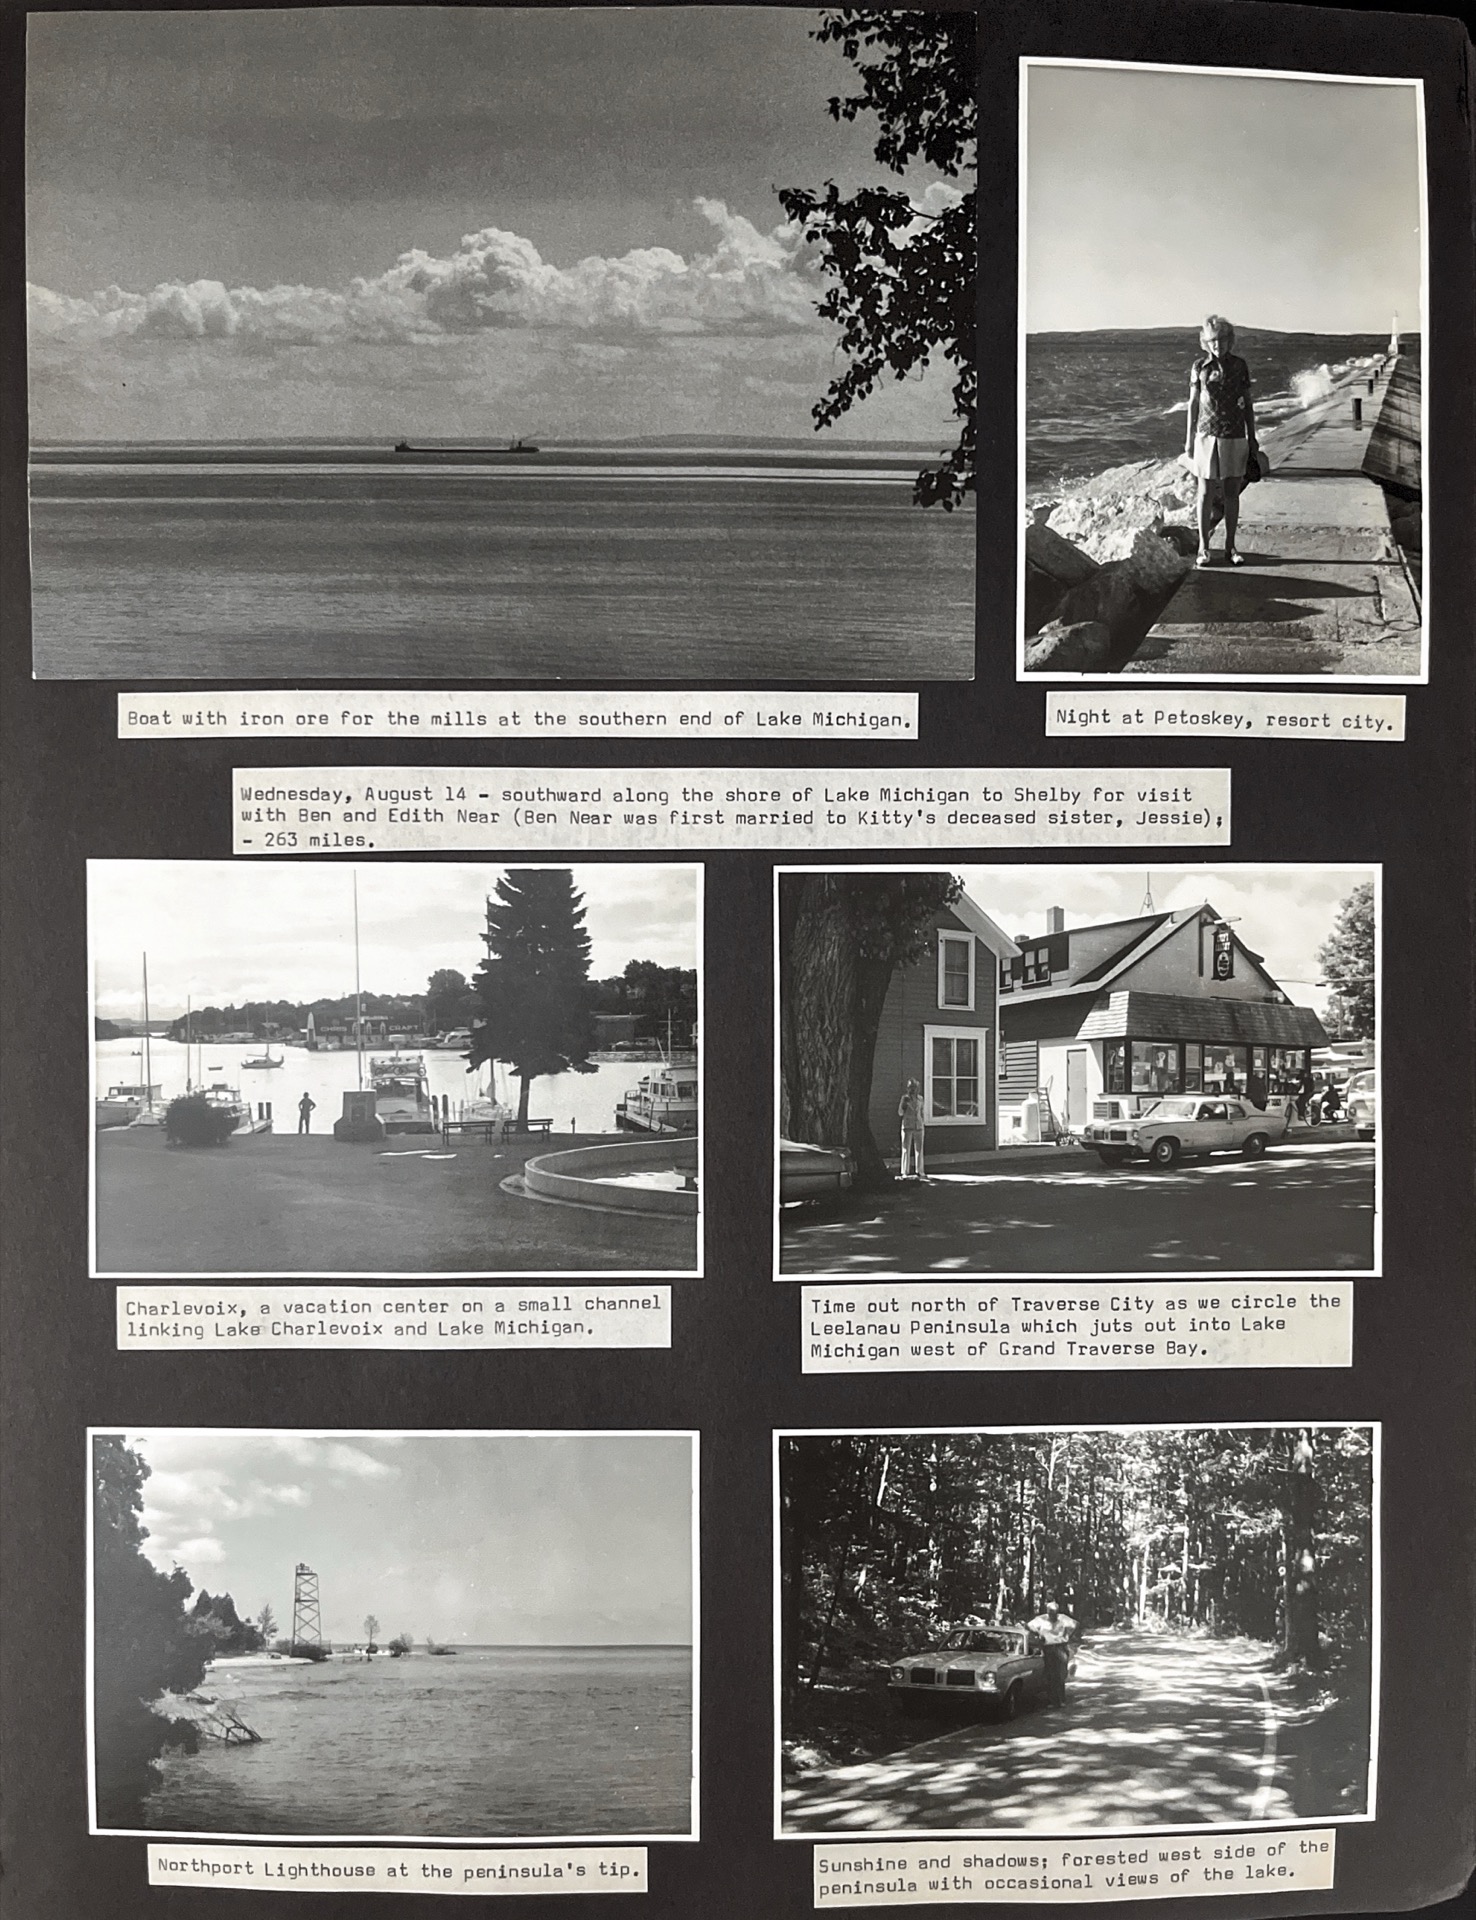 Boat with iron ore for the mills at the southern end of Lake Michigan.
Night at Petoskey, resort city.
Wednesday, August 14 - southward along the shore of Lake Michigan to Shelby for visit
with Ben and Edith Near (Ben Near was first married to Kitty's deceased sister, Jessie);
- 263 miles.
CHRIS CRAFT
Charlevoix, a vacation center on a small channel
linking Lake Charlevoix and Lake Michigan.
Time out north of Traverse City as we circle the
Leelanau Peninsula which juts out into Lake
Michigan west of Grand Traverse Bay.
Northport Lighthouse at the peninsula's tip.
Sunshine and shadows; forested west side of the
peninsula with occasional views of the lake.